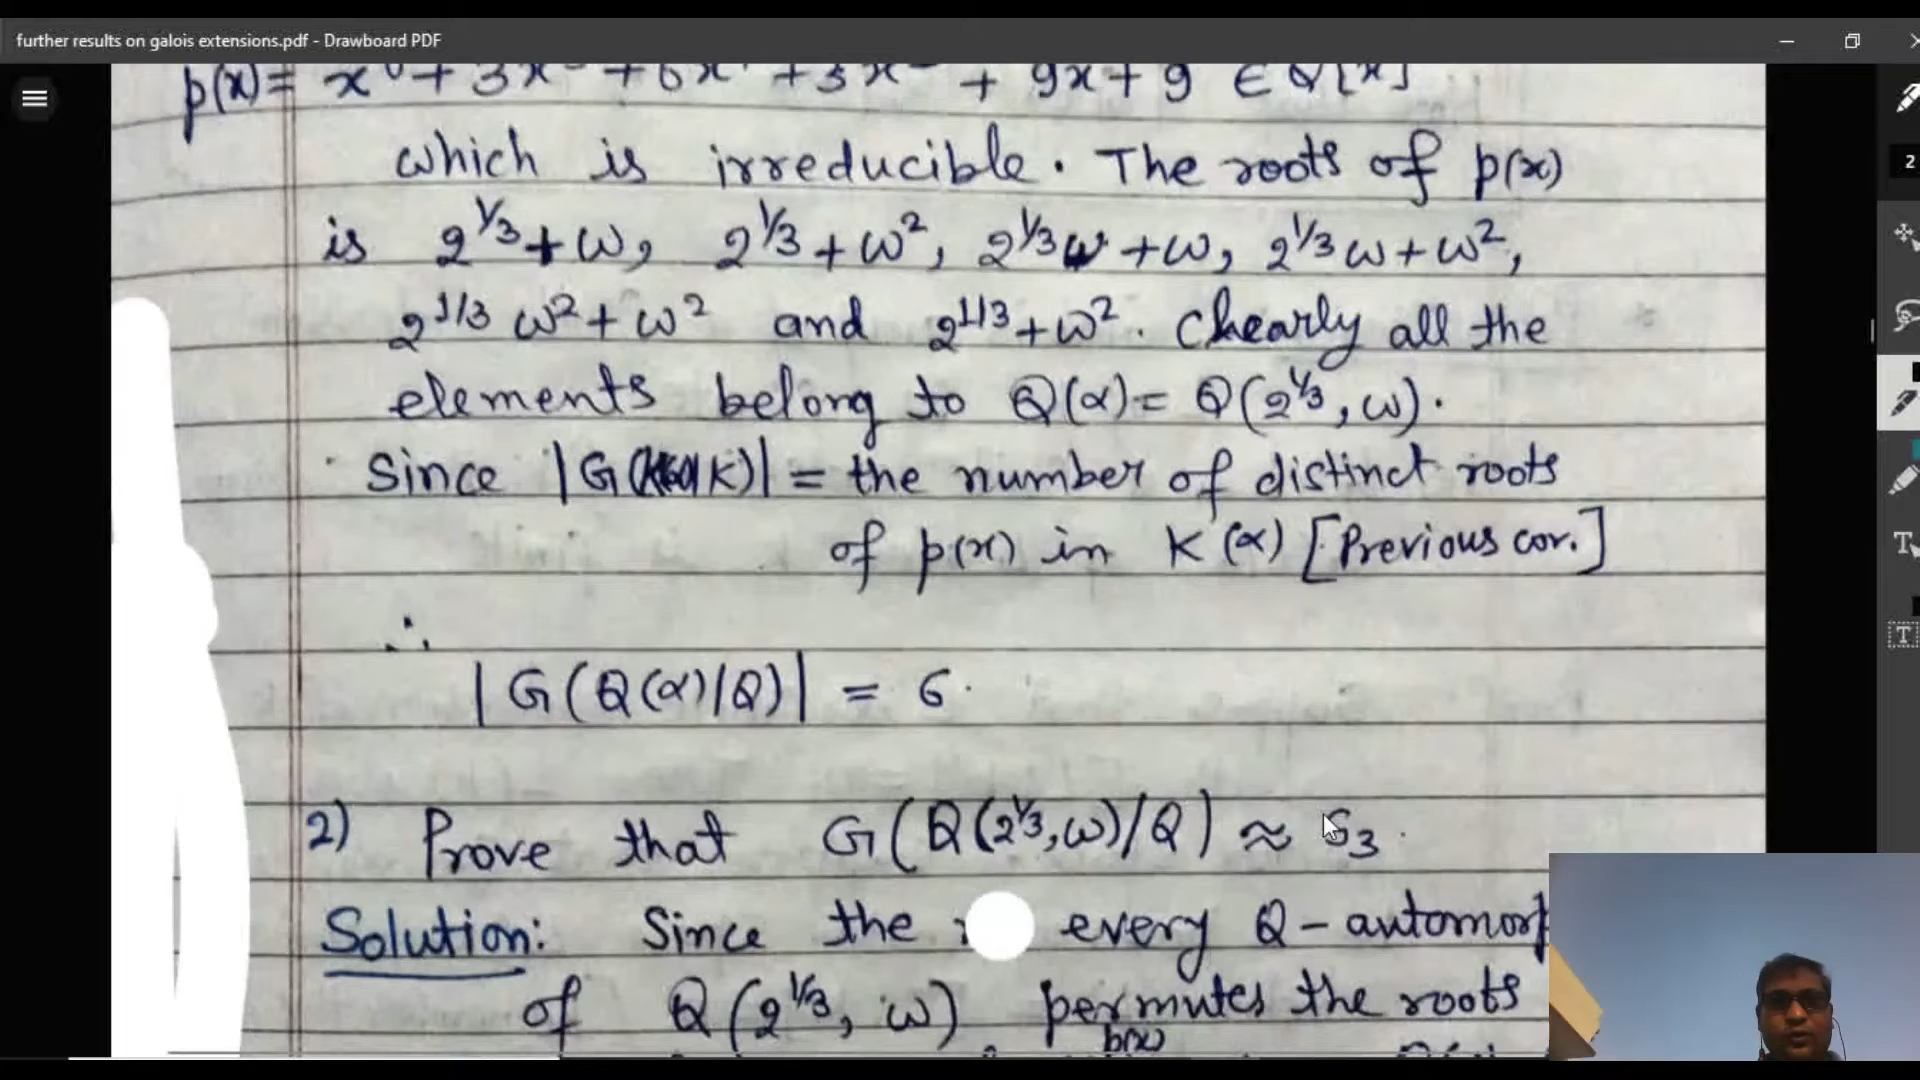 further results on galois extensions.pdf - Drawboard PDF
p(x) = + 9x + 9 ∈ Q[x]
2
which is irreducible. The roots of p(x)
is 2^1/3 + ω, 2^1/3 + ω², 2^1/3 ω + ω, 2^1/3 ω + ω²,
2^1/3 ω² + ω² and 2^1/3 + ω². Clearly all the
elements belong to Q(α) = Q(2^1/3, ω).
Since |G( K)| = the number of distinct roots
of p(x) in K(α) [Previous cor.]
∴
|G(Q(α)/Q)| = 6.
2) Prove that G(Q(2^1/3, ω)/Q) ≈ S₃.
Solution: Since the every Q-automorp
of Q(2^1/3, ω) permutes the roots